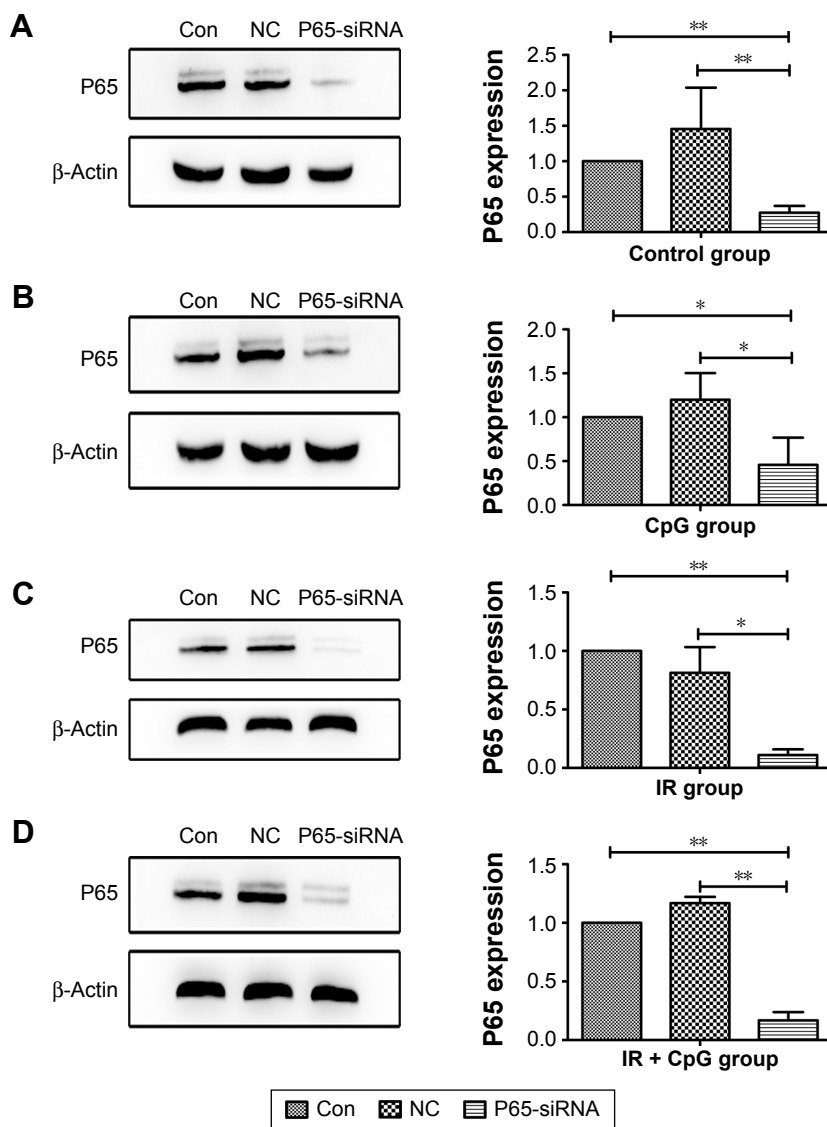 A
Con NC P65-siRNA
P65
β-Actin
**
**
2.5
2.0
1.5
1.0
0.5
0.0
P65 expression
Control group
B
Con NC P65-siRNA
P65
β-Actin
*
*
2.0
1.5
1.0
0.5
0.0
P65 expression
CpG group
C
Con NC P65-siRNA
P65
β-Actin
**
*
1.5
1.0
0.5
0.0
P65 expression
IR group
D
Con NC P65-siRNA
P65
β-Actin
**
**
1.5
1.0
0.5
0.0
P65 expression
IR + CpG group
Con NC P65-siRNA